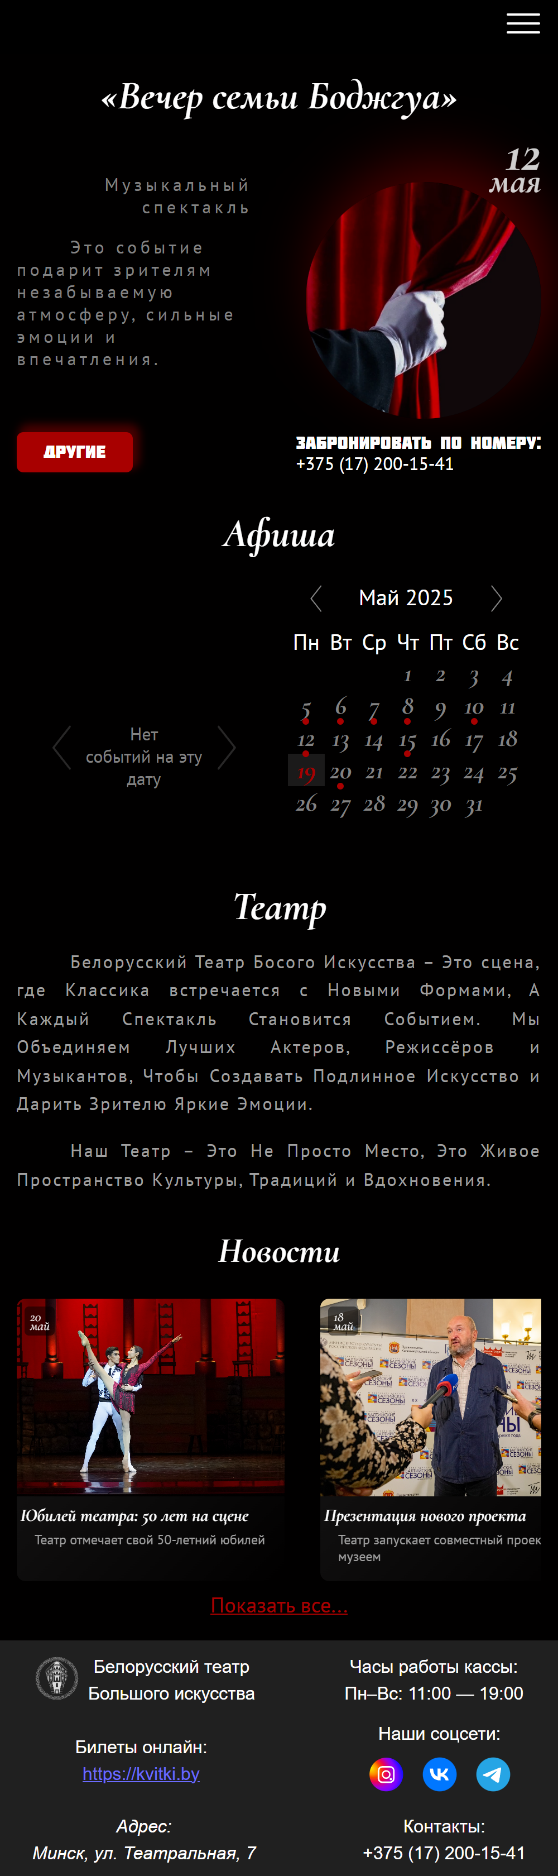 «Вечер семьи Боджгуа»
12
мая
Музыкальный
спектакль
Это событие
подарит зрителям
незабываемую
атмосферу, сильные
эмоции и
впечатления.
ДРУГИЕ
ЗАБРОНИРОВАТЬ ПО НОМЕРУ:
+375 (17) 200-15-41
Афиша
Май 2025
Пн Вт Ср Чт Пт Сб Вс
1 2 3 4
5 6 7 8 9 10 11
12 13 14 15 16 17 18
19 20 21 22 23 24 25
26 27 28 29 30 31
Нет
событий на эту
дату
Театр
Белорусский Театр Босого Искусства – Это сцена,
где Классика встречается с Новыми Формами, А
Каждый Спектакль Становится Событием. Мы
Объединяем Лучших Актеров, Режиссёров и
Музыкантов, Чтобы Создавать Подлинное Искусство и
Дарить Зрителю Яркие Эмоции.
Наш Театр – Это Не Просто Место, Это Живое
Пространство Культуры, Традиций и Вдохновения.
Новости
20
май
Юбилей театра: 50 лет на сцене
Театр отмечает свой 50-летний юбилей
18
май
СЕЗОНЫ
Презентация нового проекта
Театр запускает совместный проек
музеем
Показать все...
Белорусский театр
Большого искусства
Билеты онлайн:
https://kvitki.by
Адрес:
Минск, ул. Театральная, 7
Часы работы кассы:
Пн–Вс: 11:00 — 19:00
Наши соцсети:
Контакты:
+375 (17) 200-15-41